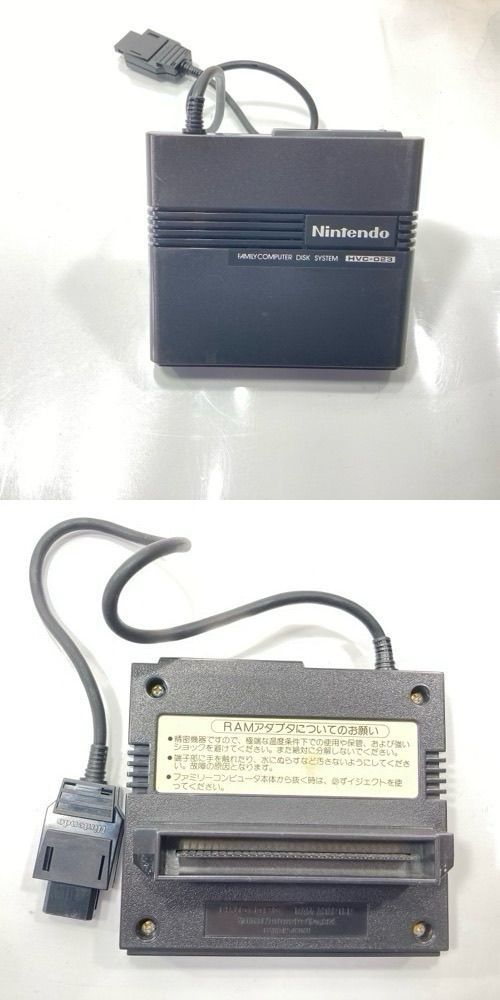 Nintendo
FAMILY COMPUTER DISK SYSTEM HVC-023
RAMアダプタについてのお願い
●精密機器ですので、極端な温度条件下での使用や保管、および強い
ショックを避けてください。また絶対に分解しないでください。
●端子部に手を触れたり、水にぬらすなど汚さないようにしてくださ
い。故障の原因となります。
●ファミリーコンピュータ本体から抜く時は、必ずイジェクトを使
ってください。
Nintendo